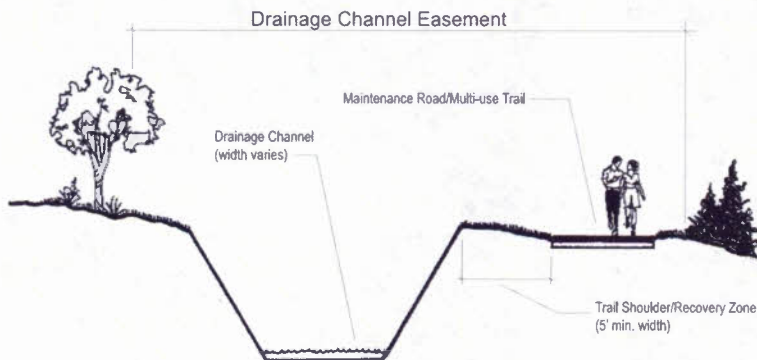 Drainage Channel Easement
Maintenance Road/Multi-use Trail
Drainage Channel
(width varies)
Trail Shoulder/Recovery Zone
(5' min. width)